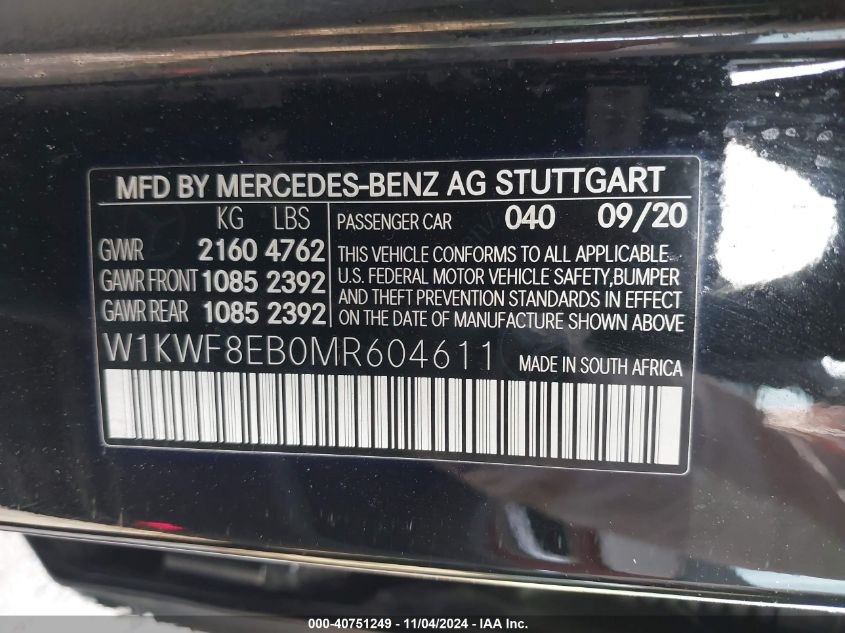 MFD BY MERCEDES-BENZ AG STUTTGART
KG LBS
GVWR 2160 4762
GAWR FRONT 1085 2392
GAWR REAR 1085 2392
PASSENGER CAR 040 09/20
THIS VEHICLE CONFORMS TO ALL APPLICABLE
U.S. FEDERAL MOTOR VEHICLE SAFETY,BUMPER
AND THEFT PREVENTION STANDARDS IN EFFECT
ON THE DATE OF MANUFACTURE SHOWN ABOVE
W1KWF8EB0MR604611 MADE IN SOUTH AFRICA
000-40751249 - 11/04/2024 - IAA Inc.